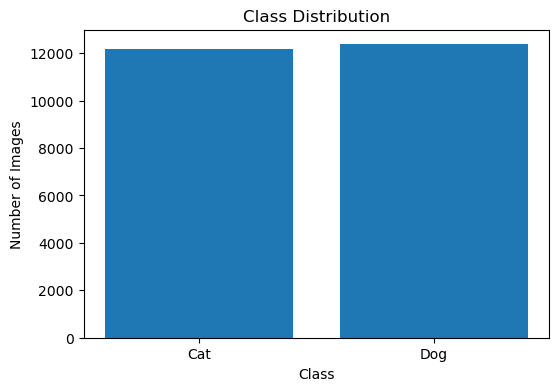 Class Distribution
Number of Images
12000
10000
8000
6000
4000
2000
0
Cat
Dog
Class